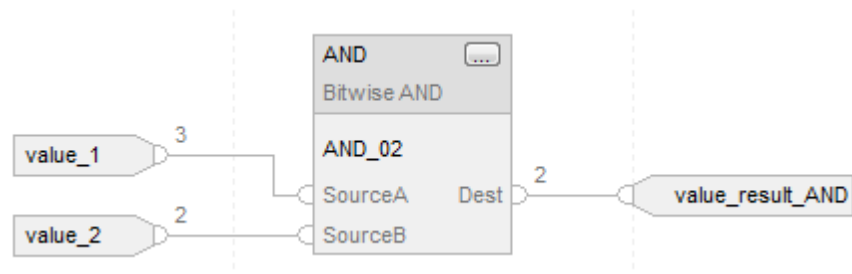 AND ...
Bitwise AND
3
value_1
AND_02
2
SourceA Dest
value_result_AND
2
value_2
SourceB